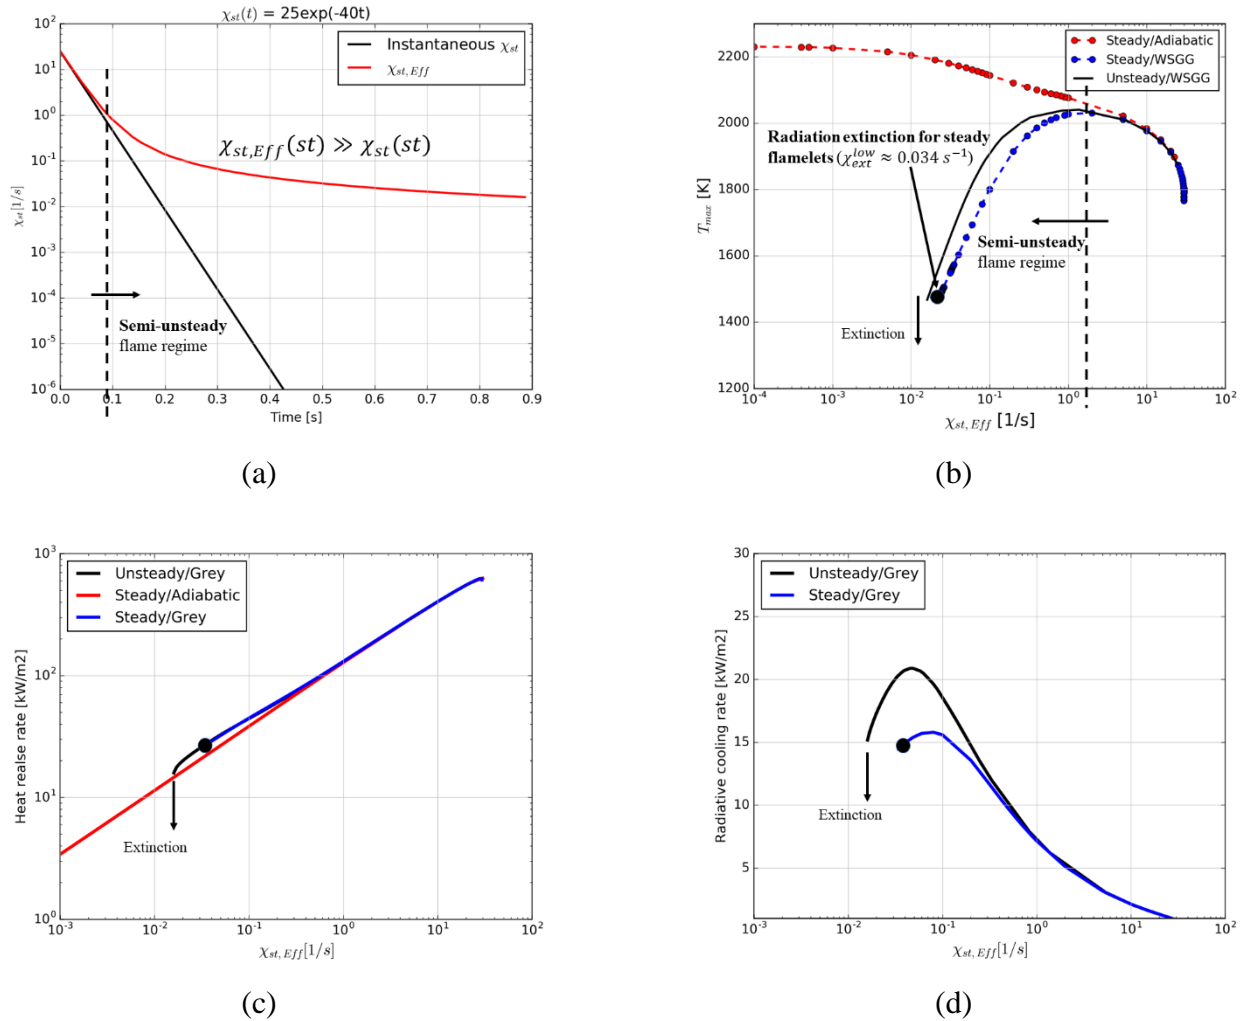 χst(t) = 25exp(-40t)
Instantaneous χst
χst,Eff
χst,Eff(st) ≫ χst(st)
Semi-unsteady
flame regime
χst[1/s]
10^2
10^1
10^0
10^-1
10^-2
10^-3
10^-4
10^-5
10^-6
0.0 0.1 0.2 0.3 0.4 0.5 0.6 0.7 0.8 0.9
Time [s]
(a)
Steady/Adiabatic
Steady/WSGG
Unsteady/WSGG
Radiation extinction for steady
flamelets (χ_ext^low ≈ 0.034 s^-1)
Semi-unsteady
flame regime
Extinction
Tmax [K]
2200
2000
1800
1600
1400
1200
10^-4 10^-3 10^-2 10^-1 10^0 10^1 10^2
χst,Eff [1/s]
(b)
Unsteady/Grey
Steady/Adiabatic
Steady/Grey
Extinction
Heat realse rate [kW/m2]
10^3
10^2
10^1
10^0
10^-3 10^-2 10^-1 10^0 10^1 10^2
χst,Eff[1/s]
(c)
Unsteady/Grey
Steady/Grey
Extinction
Radiative cooling rate [kW/m2]
30
25
20
15
10
5
10^-3 10^-2 10^-1 10^0 10^1 10^2
χst,Eff[1/s]
(d)